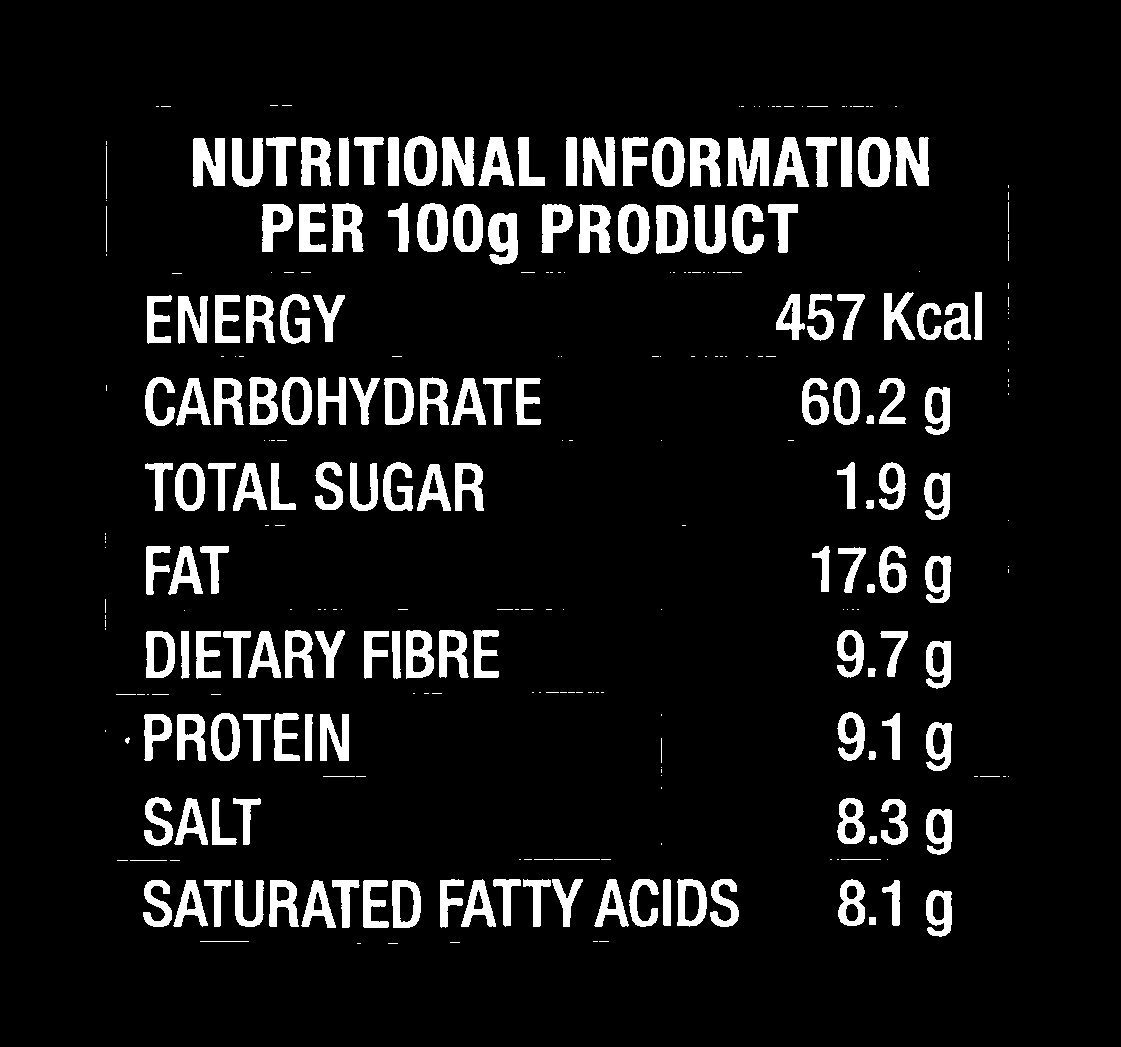 NUTRITIONAL INFORMATION
PER 100g PRODUCT
ENERGY 457 Kcal
CARBOHYDRATE 60.2 g
TOTAL SUGAR 1.9 g
FAT 17.6 g
DIETARY FIBRE 9.7 g
PROTEIN 9.1 g
SALT 8.3 g
SATURATED FATTY ACIDS 8.1 g